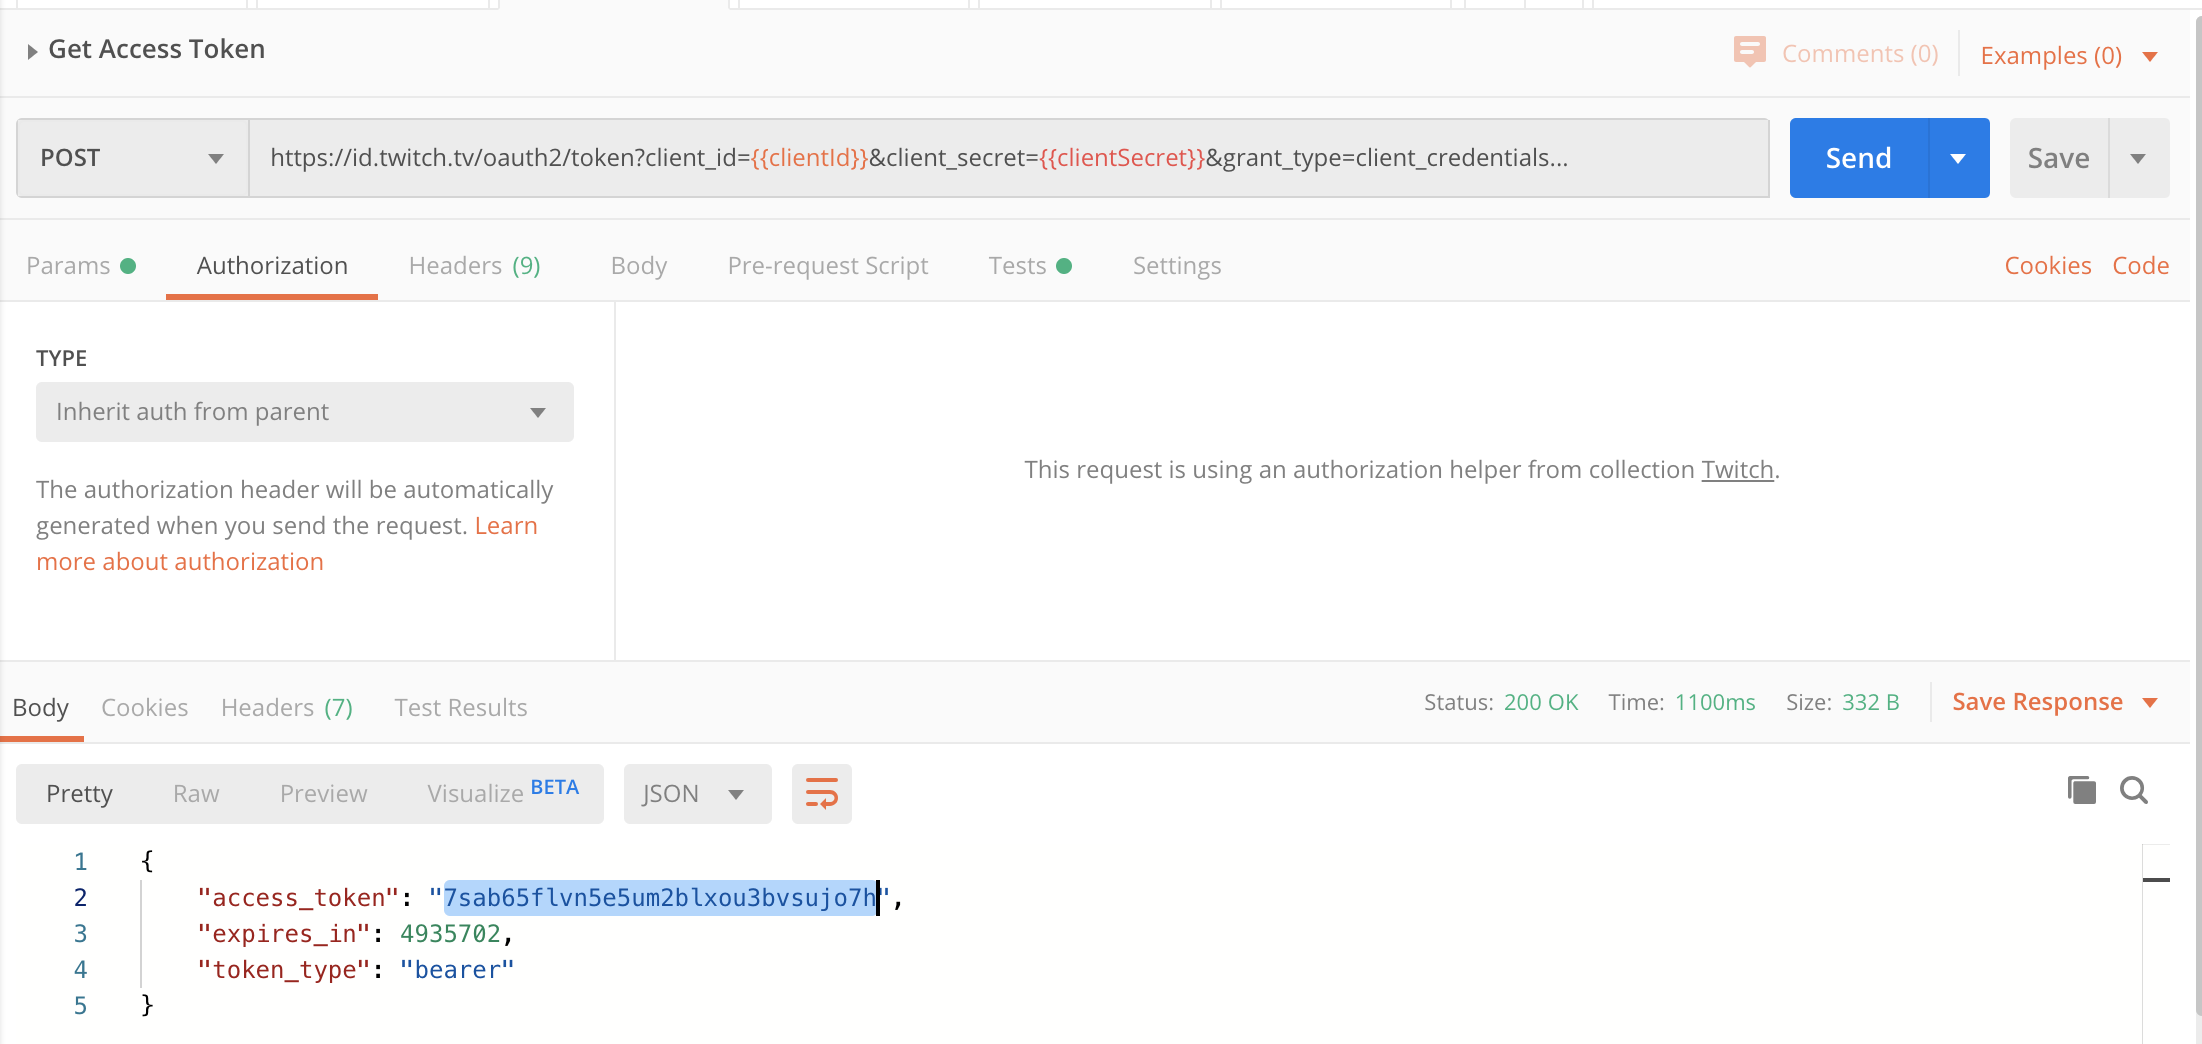 Get Access Token
Comments (0)
Examples (0)
POST
https://id.twitch.tv/oauth2/token?client_id={{clientId}}&client_secret={{clientSecret}}&grant_type=client_credentials...
Send
Save
Params
Authorization
Headers (9)
Body
Pre-request Script
Tests
Settings
Cookies
Code
TYPE
Inherit auth from parent
The authorization header will be automatically
generated when you send the request. Learn
more about authorization
This request is using an authorization helper from collection Twitch.
Body
Cookies
Headers (7)
Test Results
Status: 200 OK
Time: 1100ms
Size: 332 B
Save Response
Pretty
Raw
Preview
Visualize BETA
JSON
1 {
2 "access_token": "7sab65flvn5e5um2blxou3bvsujo7h",
3 "expires_in": 4935702,
4 "token_type": "bearer"
5 }